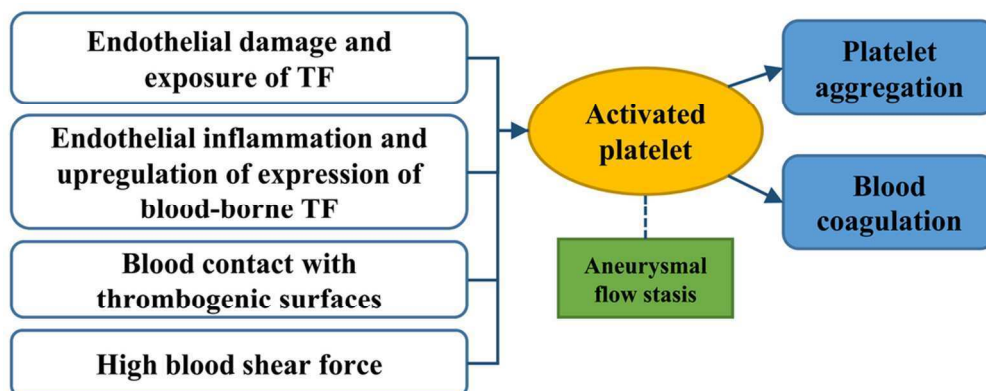 Endothelial damage and
exposure of TF
Endothelial inflammation and
upregulation of expression of
blood-borne TF
Blood contact with
thrombogenic surfaces
High blood shear force
Activated
platelet
Aneurysmal
flow stasis
Platelet
aggregation
Blood
coagulation